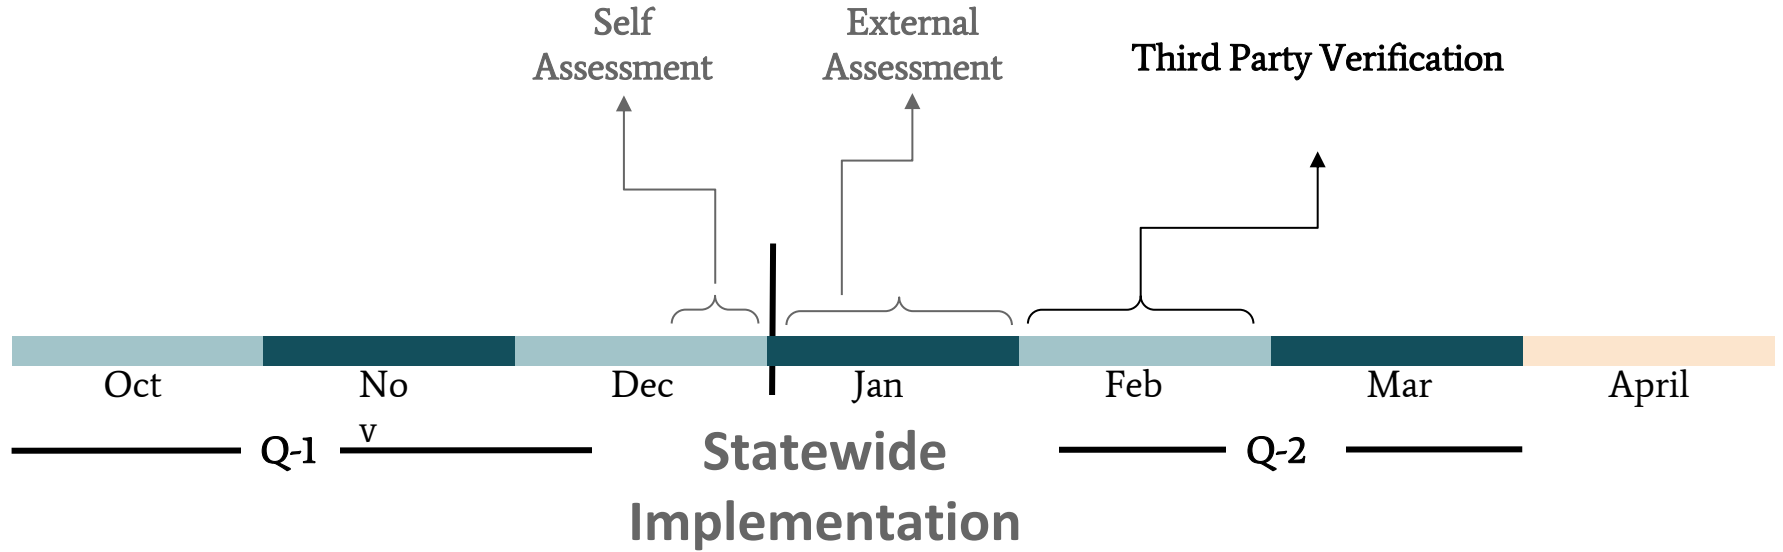 Self
Assessment
External
Assessment
Third Party Verification
Oct
No
v
Dec
Jan
Feb
Mar
April
Q-1
Statewide
Implementation
Q-2